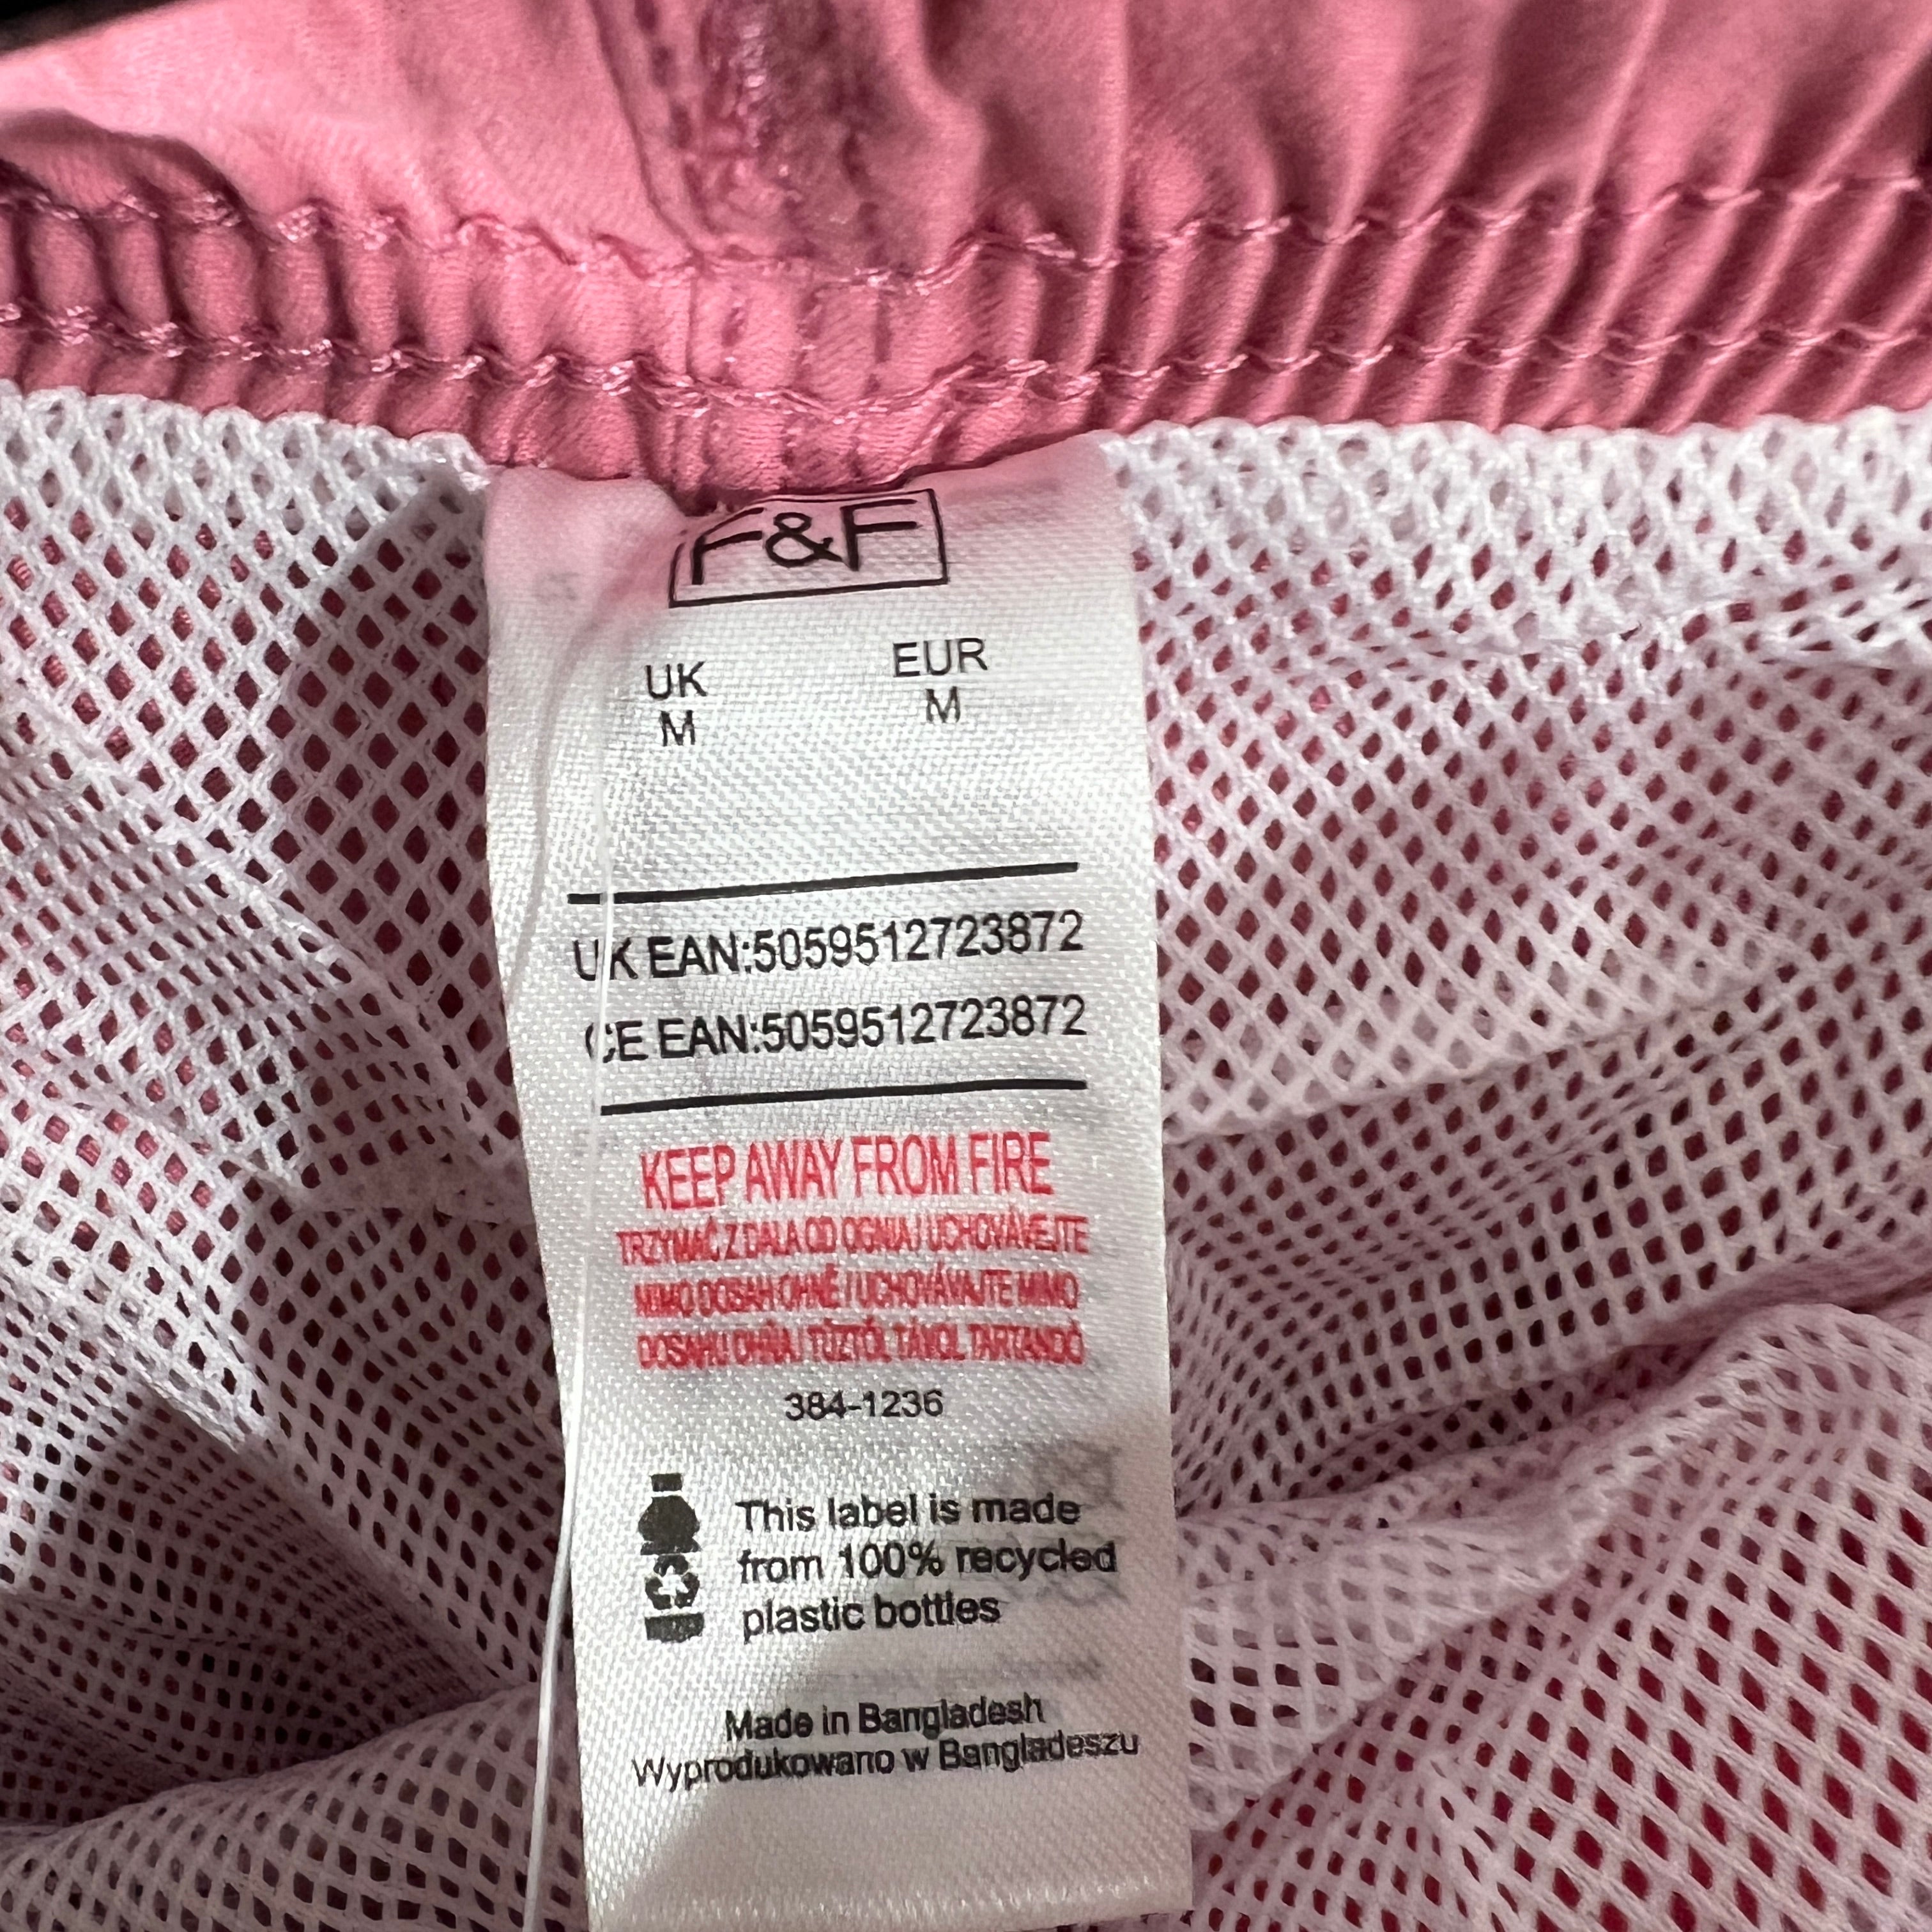 F&F
UK EUR
M M
UK EAN:5059512723872
CE EAN:5059512723872
KEEP AWAY FROM FIRE
TRZYMAĆ Z DALA OD OGNIA / UCHOVÁVEJTE
MIMO DOSAH OHNĚ / UCHOVÁVAJTE MIMO
DOSAHU OHŇA / TŰZTŐL TÁVOL TARTANDÓ
384-1236
This label is made
from 100% recycled
plastic bottles
Made in Bangladesh
Wyprodukowano w Bangladeszu